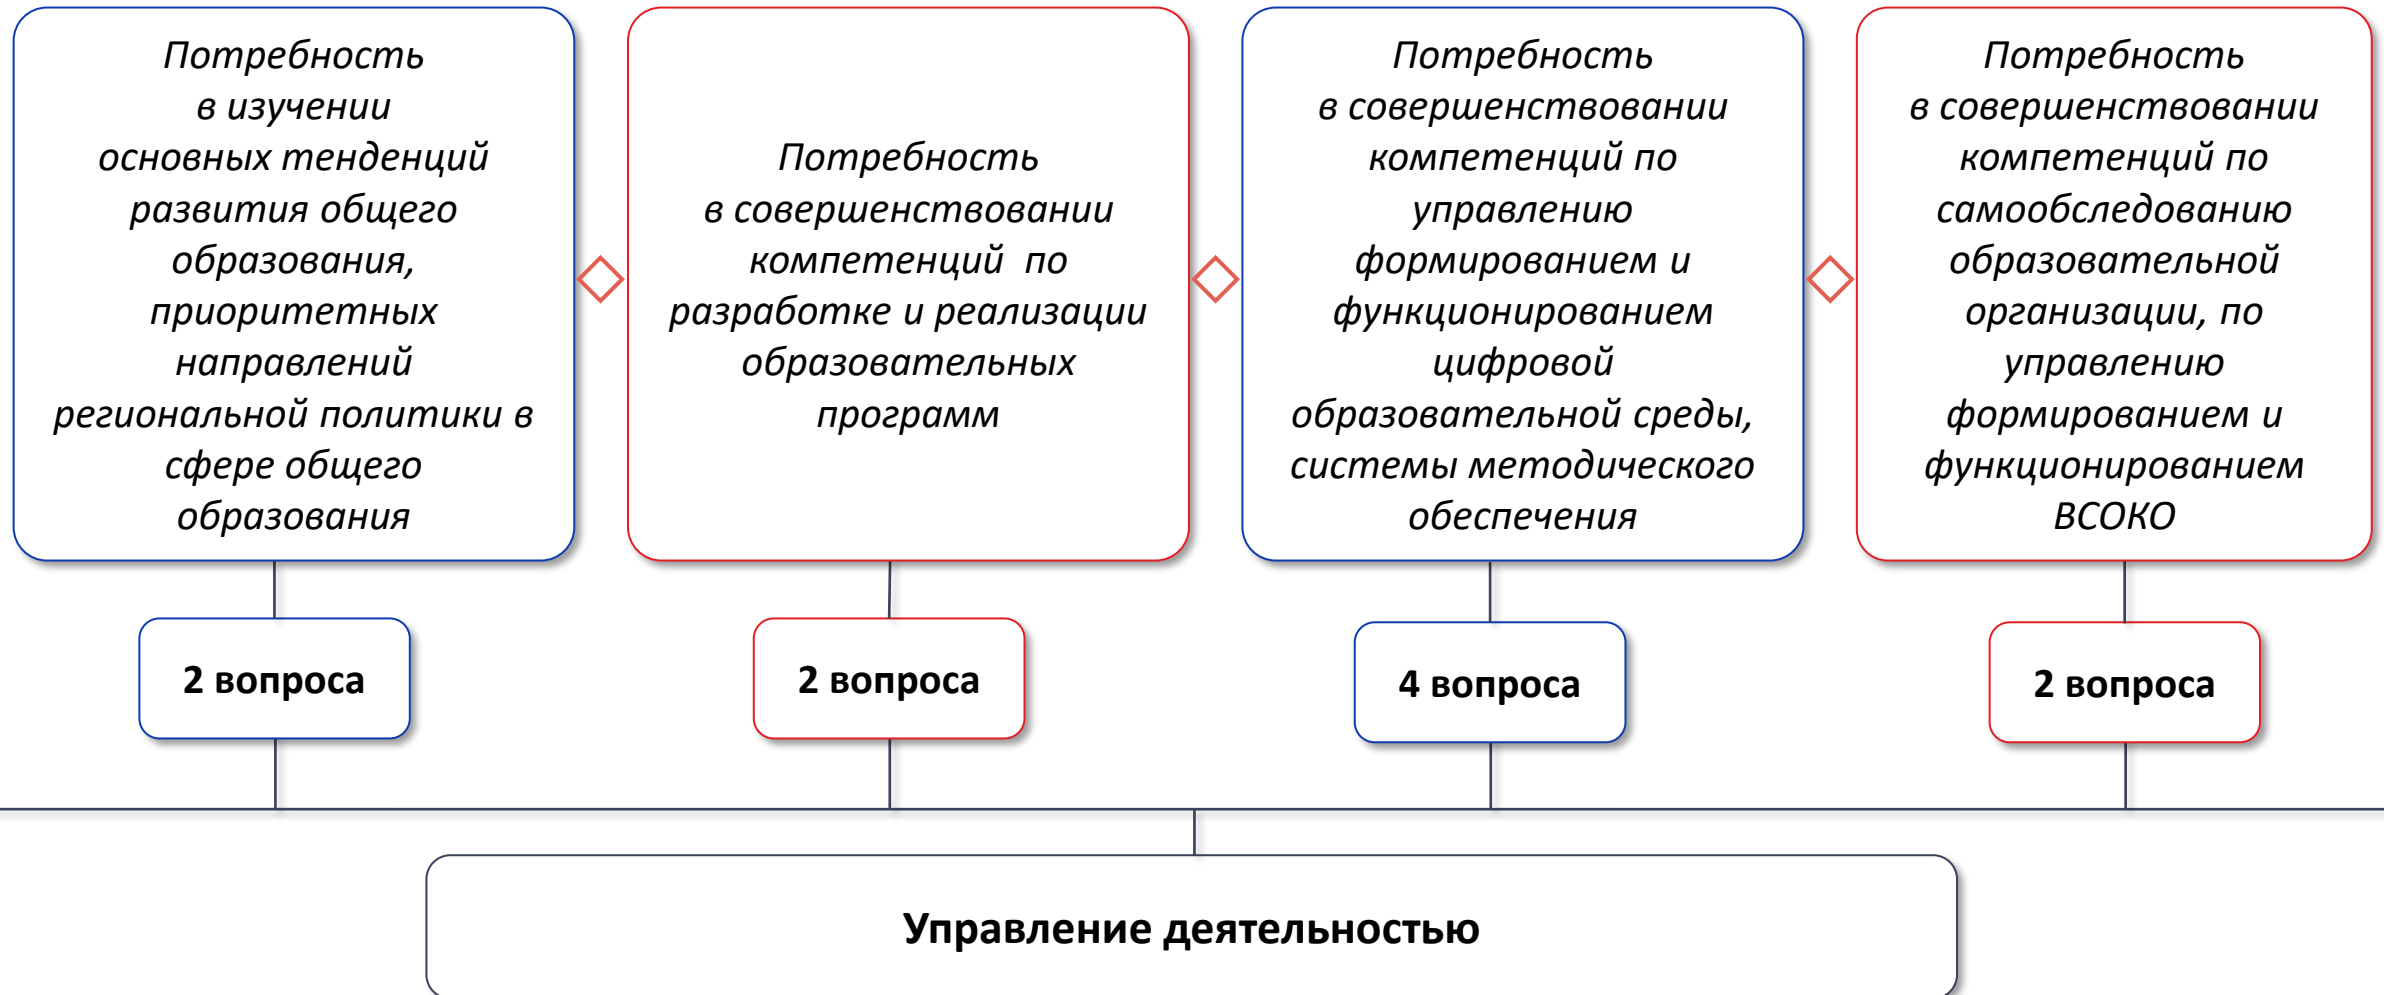 Потребность
в изучении
основных тенденций
развития общего
образования,
приоритетных
направлений
региональной политики в
сфере общего
образования
Потребность
в совершенствовании
компетенций по
разработке и реализации
образовательных
программ
Потребность
в совершенствовании
компетенций по
управлению
формированием и
функционированием
цифровой
образовательной среды,
системы методического
обеспечения
Потребность
в совершенствовании
компетенций по
самообследованию
образовательной
организации, по
управлению
формированием и
функционированием
ВСОКО
2 вопроса
2 вопроса
4 вопроса
2 вопроса
Управление деятельностью